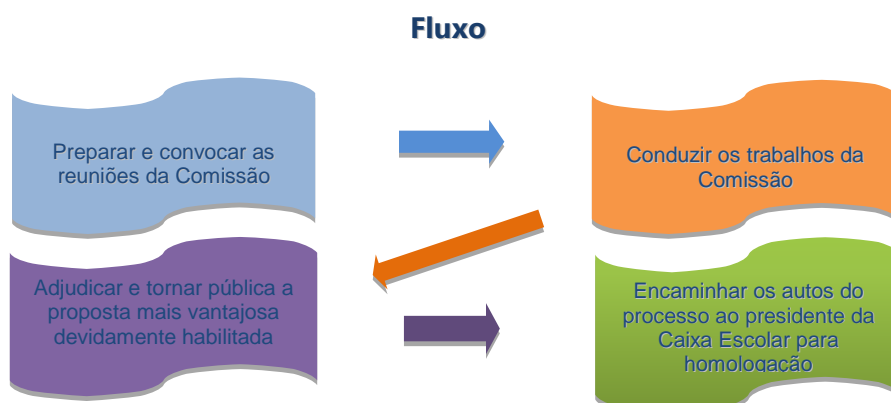 Fluxo
Preparar e convocar as
reuniões da Comissão
Conduzir os trabalhos da
Comissão
Adjudicar e tornar pública a
proposta mais vantajosa
devidamente habilitada
Encaminhar os autos do
processo ao presidente da
Caixa Escolar para
homologação